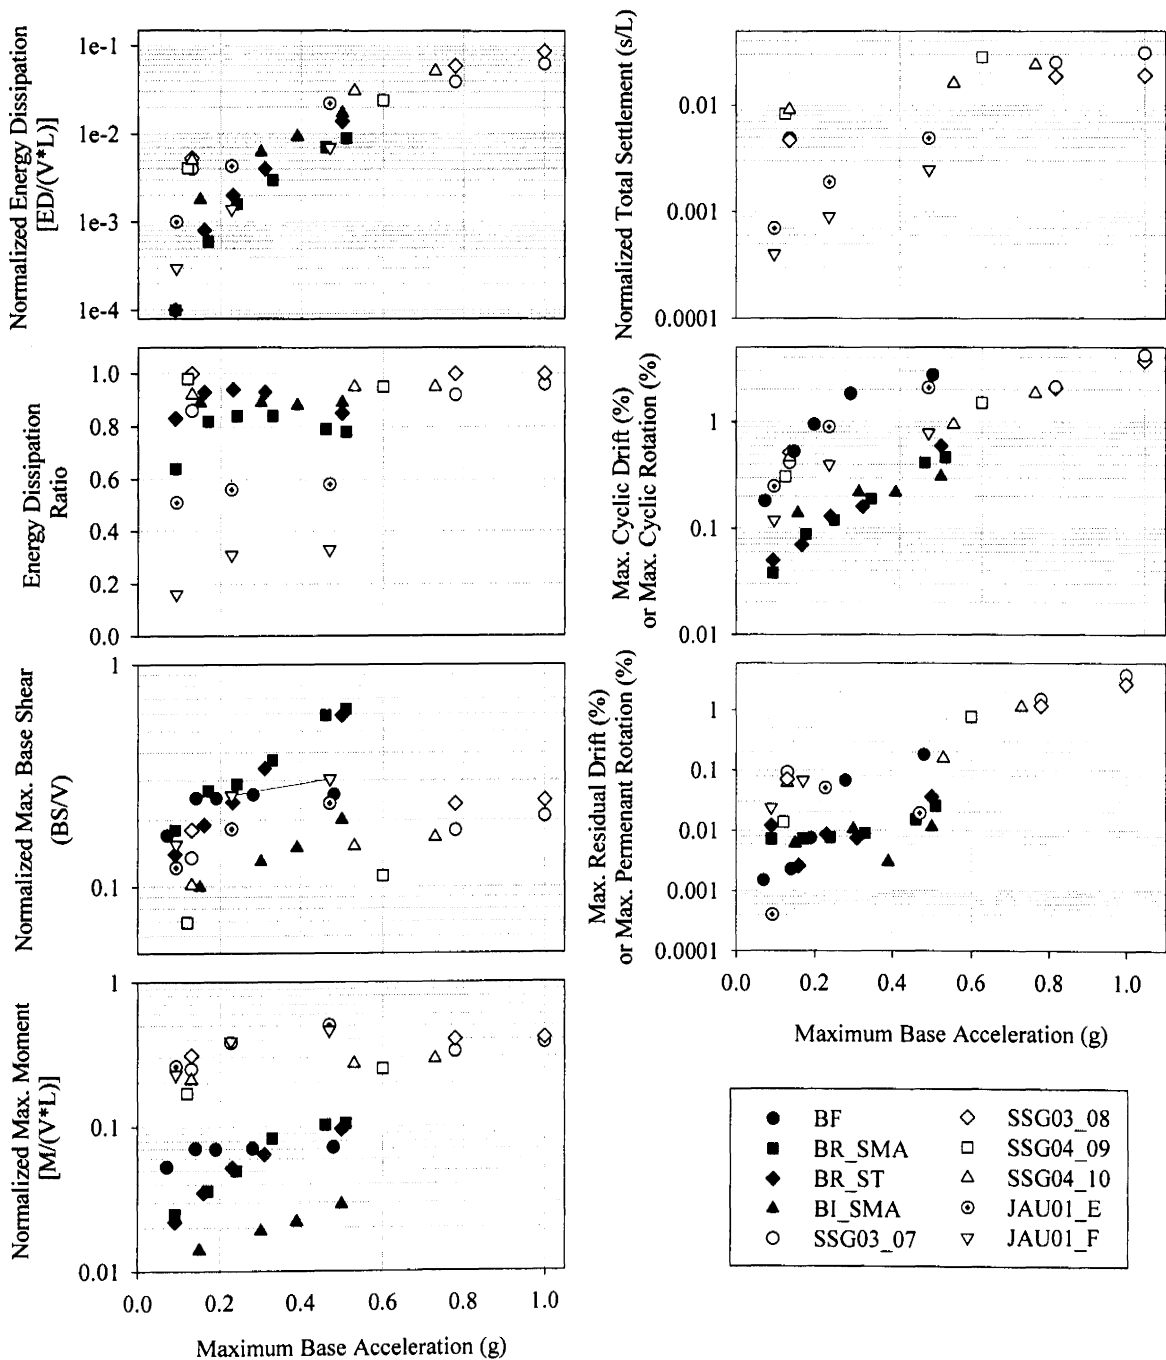 Normalized Energy Dissipation
[ED/(V*L)]
1e-1
1e-2
1e-3
1e-4
Energy Dissipation
Ratio
1.0
0.8
0.6
0.4
0.2
0.0
Normalized Max. Base Shear
(BS/V)
1
0.1
Normalized Max. Moment
[M/(V*L)]
1
0.1
0.01
0.0 0.2 0.4 0.6 0.8 1.0
Maximum Base Acceleration (g)
Normalized Total Settlement (s/L)
0.01
0.001
0.0001
Max. Cyclic Drift (%)
or Max. Cyclic Rotation (%)
1
0.1
0.01
Max. Residual Drift (%)
or Max. Permenant Rotation (%)
1
0.1
0.01
0.001
0.0001
0.0 0.2 0.4 0.6 0.8 1.0
Maximum Base Acceleration (g)
BF
BR_SMA
BR_ST
BI_SMA
SSG03_07
SSG03_08
SSG04_09
SSG04_10
JAU01_E
JAU01_F